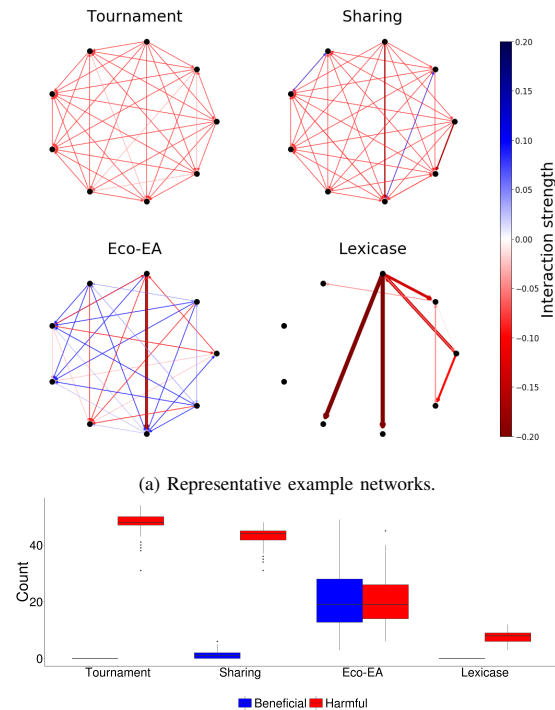 Tournament
Sharing
Eco-EA
Lexicase
0.20
0.15
0.10
0.05
0.00
−0.05
−0.10
−0.15
−0.20
Interaction strength
(a) Representative example networks.
Count
40
20
0
Tournament
Sharing
Eco-EA
Lexicase
Beneficial
Harmful